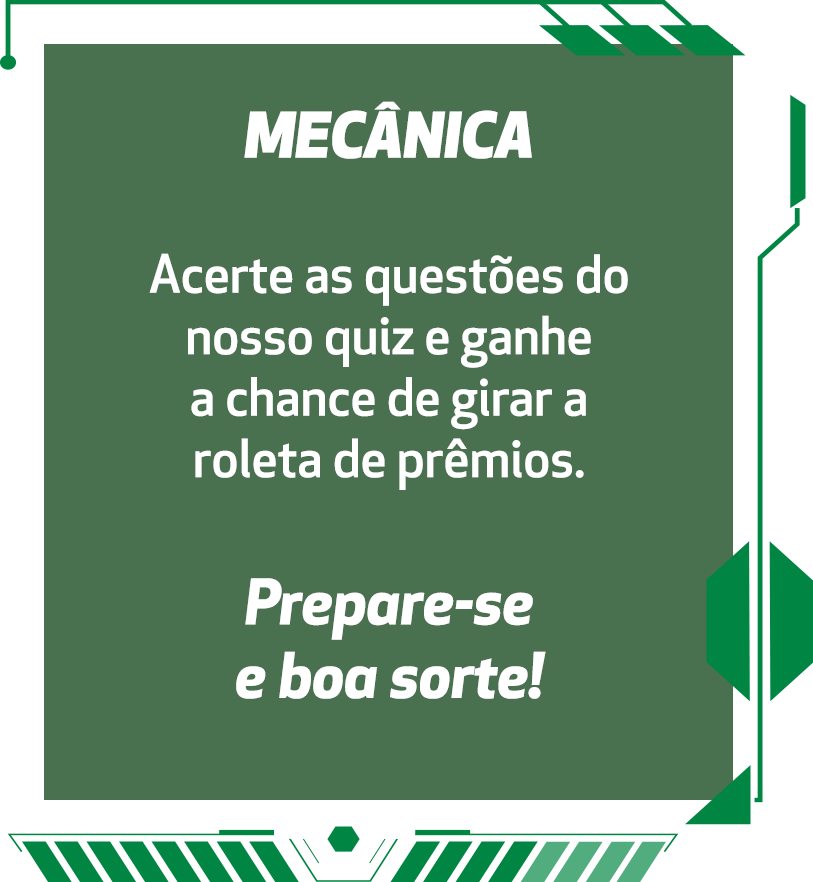 MECÂNICA
Acerte as questões do
nosso quiz e ganhe
a chance de girar a
roleta de prêmios.
Prepare-se
e boa sorte!